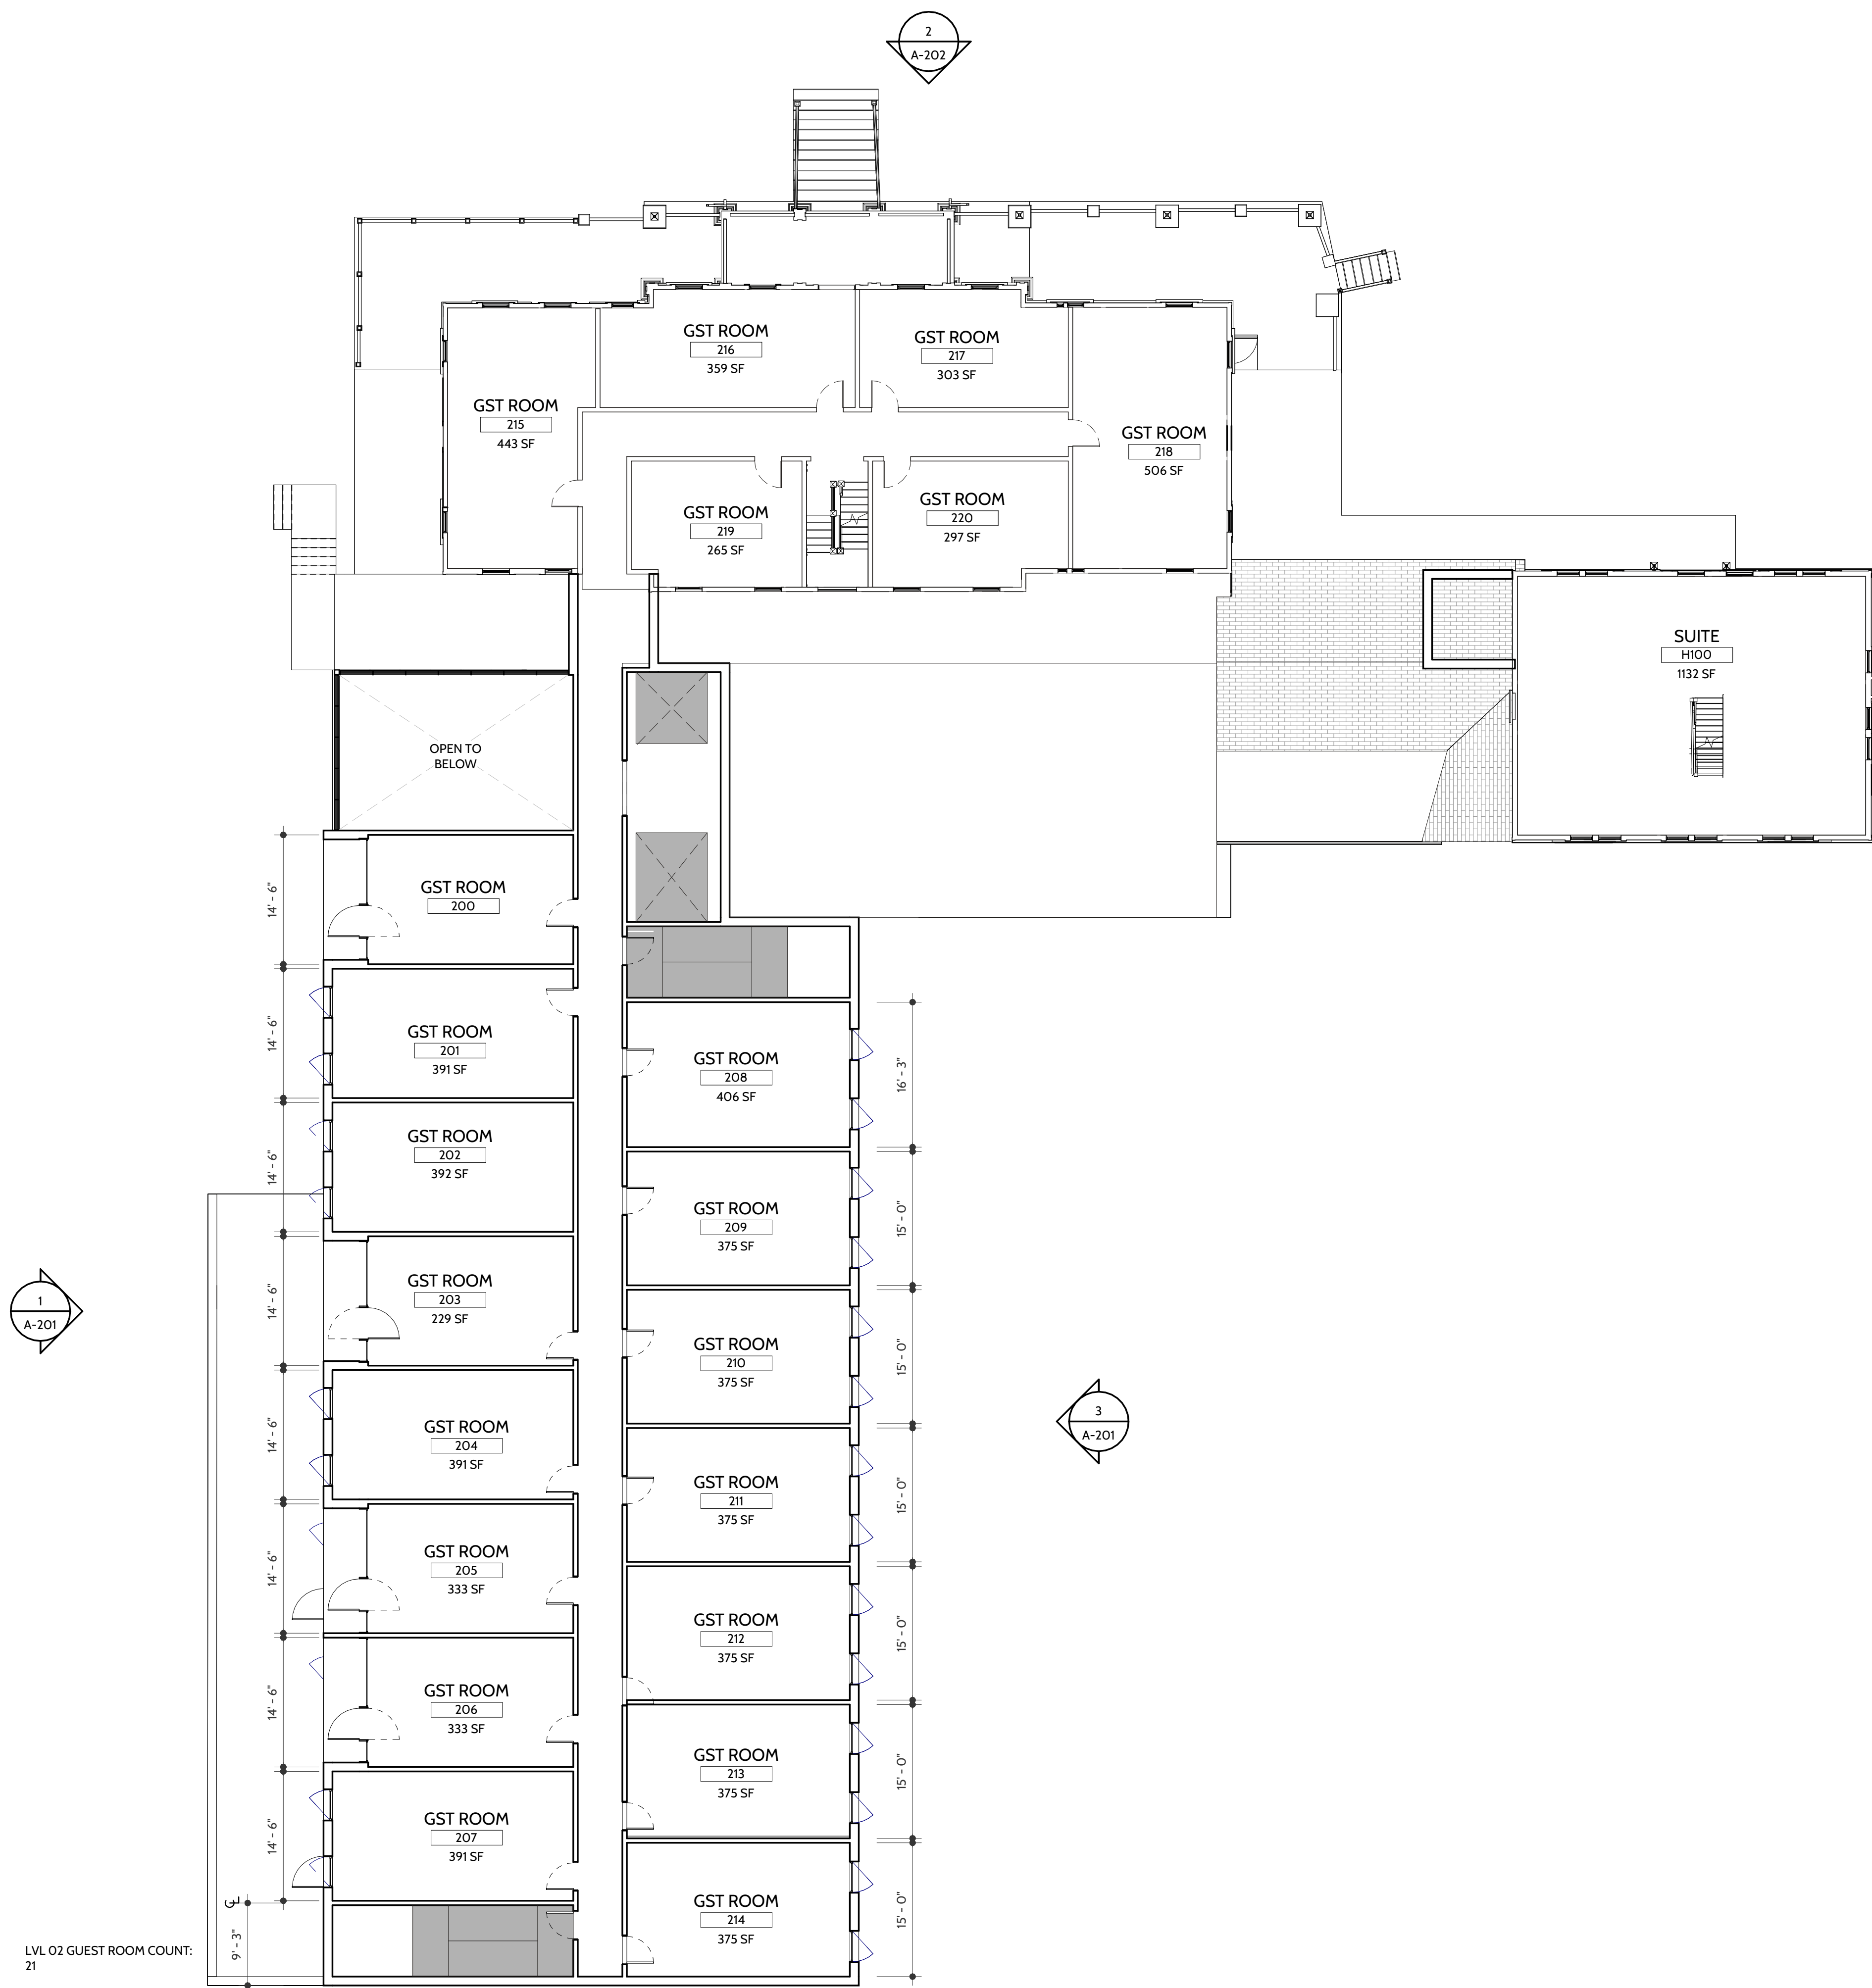 2
A-202
GST ROOM
216
359 SF
GST ROOM
217
303 SF
GST ROOM
215
443 SF
GST ROOM
218
506 SF
GST ROOM
219
265 SF
GST ROOM
220
297 SF
SUITE
H100
1132 SF
OPEN TO
BELOW
14' - 6"
GST ROOM
200
14' - 6"
GST ROOM
201
391 SF
GST ROOM
208
406 SF
16' - 3"
14' - 6"
GST ROOM
202
392 SF
GST ROOM
209
375 SF
15' - 0"
14' - 6"
GST ROOM
203
229 SF
1
A-201
GST ROOM
210
375 SF
15' - 0"
3
A-201
14' - 6"
GST ROOM
204
391 SF
GST ROOM
211
375 SF
15' - 0"
14' - 6"
GST ROOM
205
333 SF
GST ROOM
212
375 SF
15' - 0"
14' - 6"
GST ROOM
206
333 SF
GST ROOM
213
375 SF
15' - 0"
14' - 6"
GST ROOM
207
391 SF
GST ROOM
214
375 SF
15' - 0"
CL
9' - 3"
LVL 02 GUEST ROOM COUNT:
21